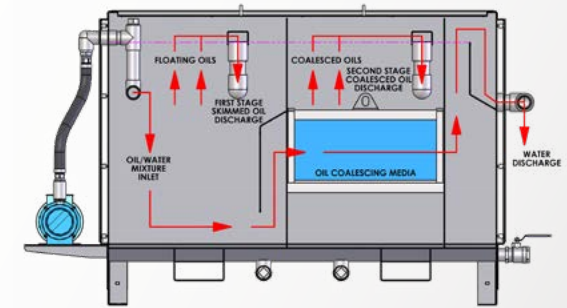 FLOATING OILS
COALESCED OILS
FIRST STAGE
SKIMMED OIL
DISCHARGE
SECOND STAGE
COALESCED OIL
DISCHARGE
OIL/WATER
MIXTURE
INLET
OIL COALESCING MEDIA
WATER
DISCHARGE